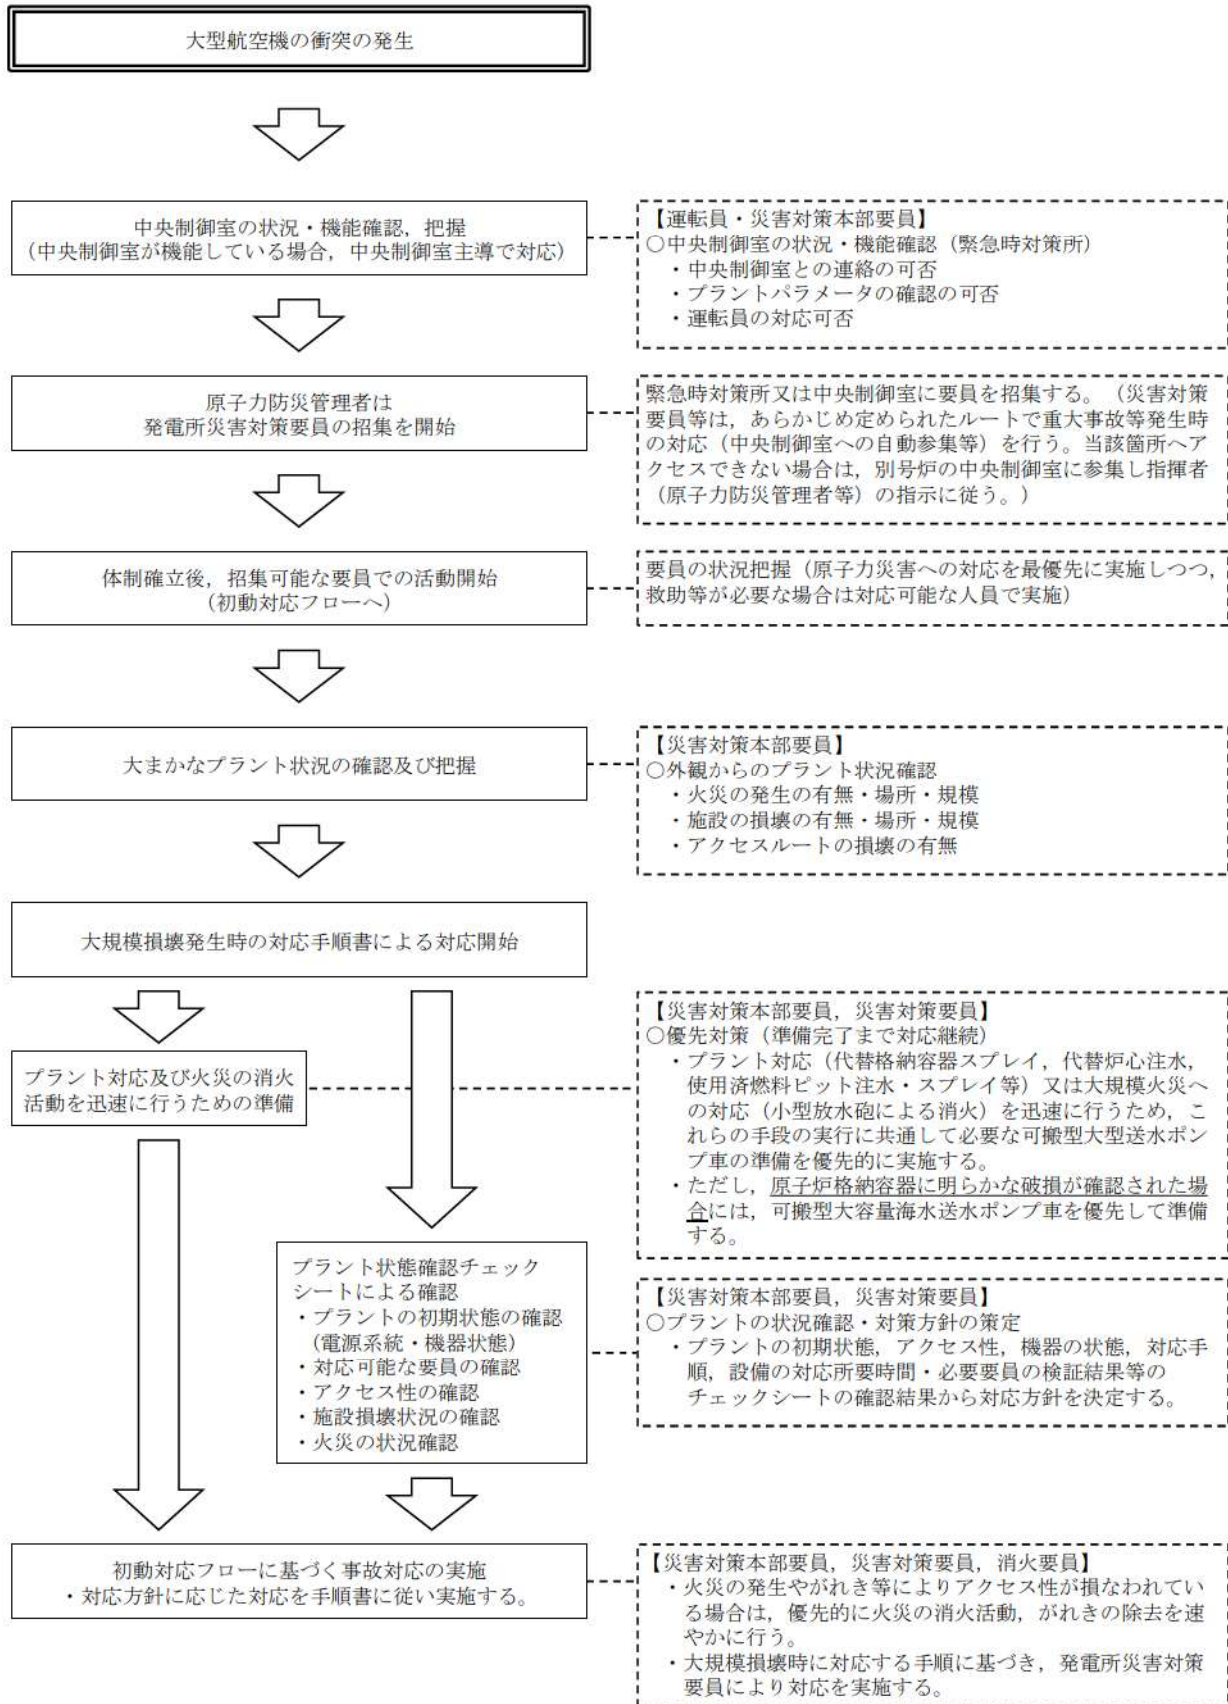 大型航空機の衝突の発生
中央制御室の状況・機能確認，把握
（中央制御室が機能している場合，中央制御室主導で対応）
【運転員・災害対策本部要員】
○中央制御室の状況・機能確認（緊急時対策所）
・中央制御室との連絡の可否
・プラントパラメータの確認の可否
・運転員の対応可否
原子力防災管理者は
発電所災害対策要員の招集を開始
緊急時対策所又は中央制御室に要員を招集する。（災害対策
要員等は，あらかじめ定められたルートで重大事故等発生時
の対応（中央制御室への自動参集等）を行う。当該箇所へア
クセスできない場合は，別号炉の中央制御室に参集し指揮者
（原子力防災管理者等）の指示に従う。）
体制確立後，招集可能な要員での活動開始
（初動対応フローへ）
要員の状況把握（原子力災害への対応を最優先に実施しつつ，
救助等が必要な場合は対応可能な人員で実施）
大まかなプラント状況の確認及び把握
【災害対策本部要員】
○外観からのプラント状況確認
・火災の発生の有無・場所・規模
・施設の損壊の有無・場所・規模
・アクセスルートの損壊の有無
大規模損壊発生時の対応手順書による対応開始
プラント対応及び火災の消火
活動を迅速に行うための準備
【災害対策本部要員，災害対策要員】
○優先対策（準備完了まで対応継続）
・プラント対応（代替格納容器スプレイ，代替炉心注水，
使用済燃料ピット注水・スプレイ等）又は大規模火災へ
の対応（小型放水砲による消火）を迅速に行うため，こ
れらの手段の実行に共通して必要な可搬型大型送水ポン
プ車の準備を優先的に実施する。
・ただし，原子炉格納容器に明らかな破損が確認された場
合には，可搬型大容量海水送水ポンプ車を優先して準備
する。
プラント状態確認チェック
シートによる確認
・プラントの初期状態の確認
（電源系統・機器状態）
・対応可能な要員の確認
・アクセス性の確認
・施設損壊状況の確認
・火災の状況確認
【災害対策本部要員，災害対策要員】
○プラントの状況確認・対策方針の策定
・プラントの初期状態，アクセス性，機器の状態，対応手
順，設備の対応所要時間・必要要員の検証結果等の
チェックシートの確認結果から対応方針を決定する。
初動対応フローに基づく事故対応の実施
・対応方針に応じた対応を手順書に従い実施する。
【災害対策本部要員，災害対策要員，消火要員】
・火災の発生やがれき等によりアクセス性が損なわれてい
る場合は，優先的に火災の消火活動，がれきの除去を速
やかに行う。
・大規模損壊時に対応する手順に基づき，発電所災害対策
要員により対応を実施する。